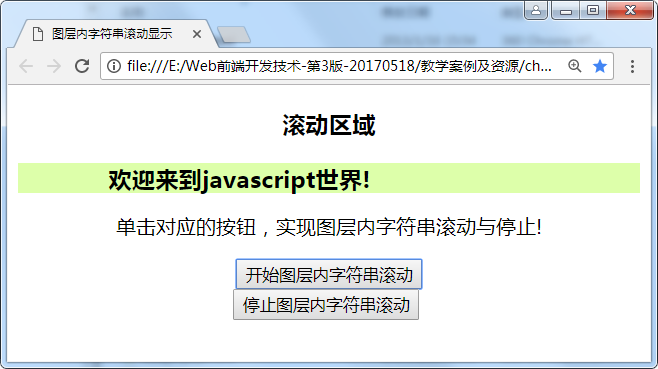 图层内字符串滚动显示
file:///E:/Web前端开发技术-第3版-20170518/教学案例及资源/ch...
滚动区域
欢迎来到javascript世界!
单击对应的按钮，实现图层内字符串滚动与停止!
开始图层内字符串滚动
停止图层内字符串滚动